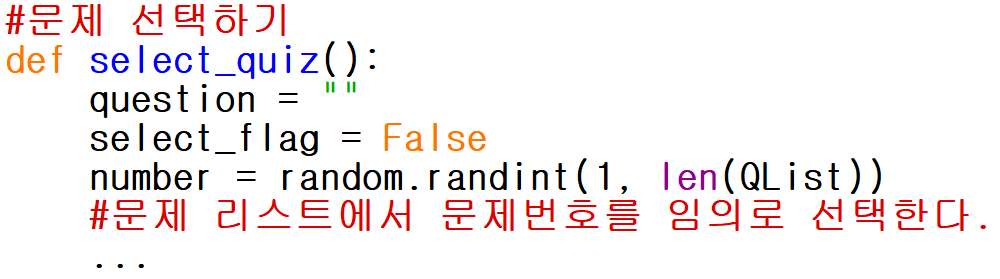 #문제 선택하기
def select_quiz():
    question = ""
    select_flag = False
    number = random.randint(1, len(QList))
    #문제 리스트에서 문제번호를 임의로 선택한다.
    ...